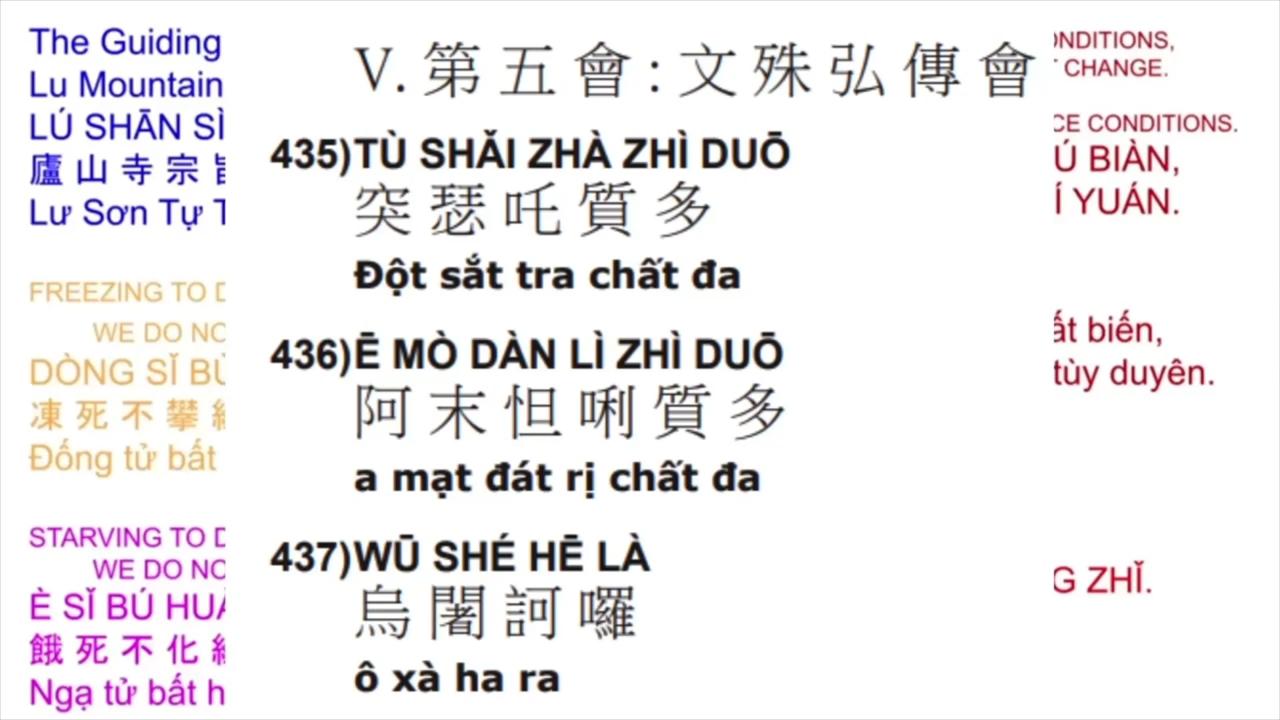 The Guiding
Lu Mountain
LÚ SHĀN SÌ
廬山寺宗旨
Lư Sơn Tự T
FREEZING TO D
WE DO NO
DÒNG SǏ BÙ
凍死不攀
Đống tử bất
STARVING TO D
WE DO NO
È SǏ BÚ HUÀ
餓死不化
Ngạ tử bất h
V. 第五會:文殊弘傳會
435)TÙ SHǍI ZHÀ ZHÌ DUŌ
突瑟吒質多
Đột sắt tra chất đa
436)Ē MÒ DÀN LÌ ZHÌ DUŌ
阿末怛唎質多
a mạt đát rị chất đa
437)WŪ SHÉ HĒ LÀ
烏闍訶囉
ô xà ha ra
ONDITIONS,
T CHANGE.
CE CONDITIONS.
Ú BIÀN,
Í YUÁN.
ất biến,
tùy duyên.
G ZHǏ.